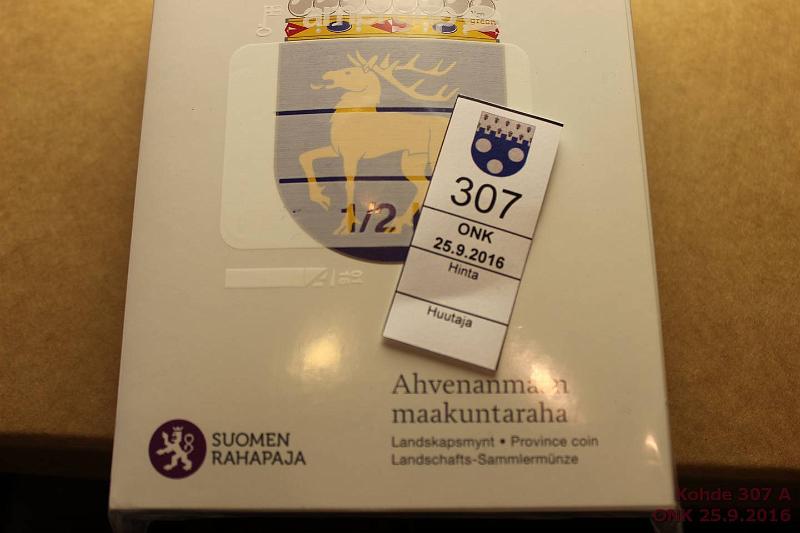 1/2
307
ONK
25.9.2016
Hinta
Huutaja
Ahvenanmaan
maakuntaraha
Landskapsmynt • Province coin
Landschafts-Sammlermünze
SUOMEN
RAHAPAJA
Kohde 307 A
ONK 25.9.2016